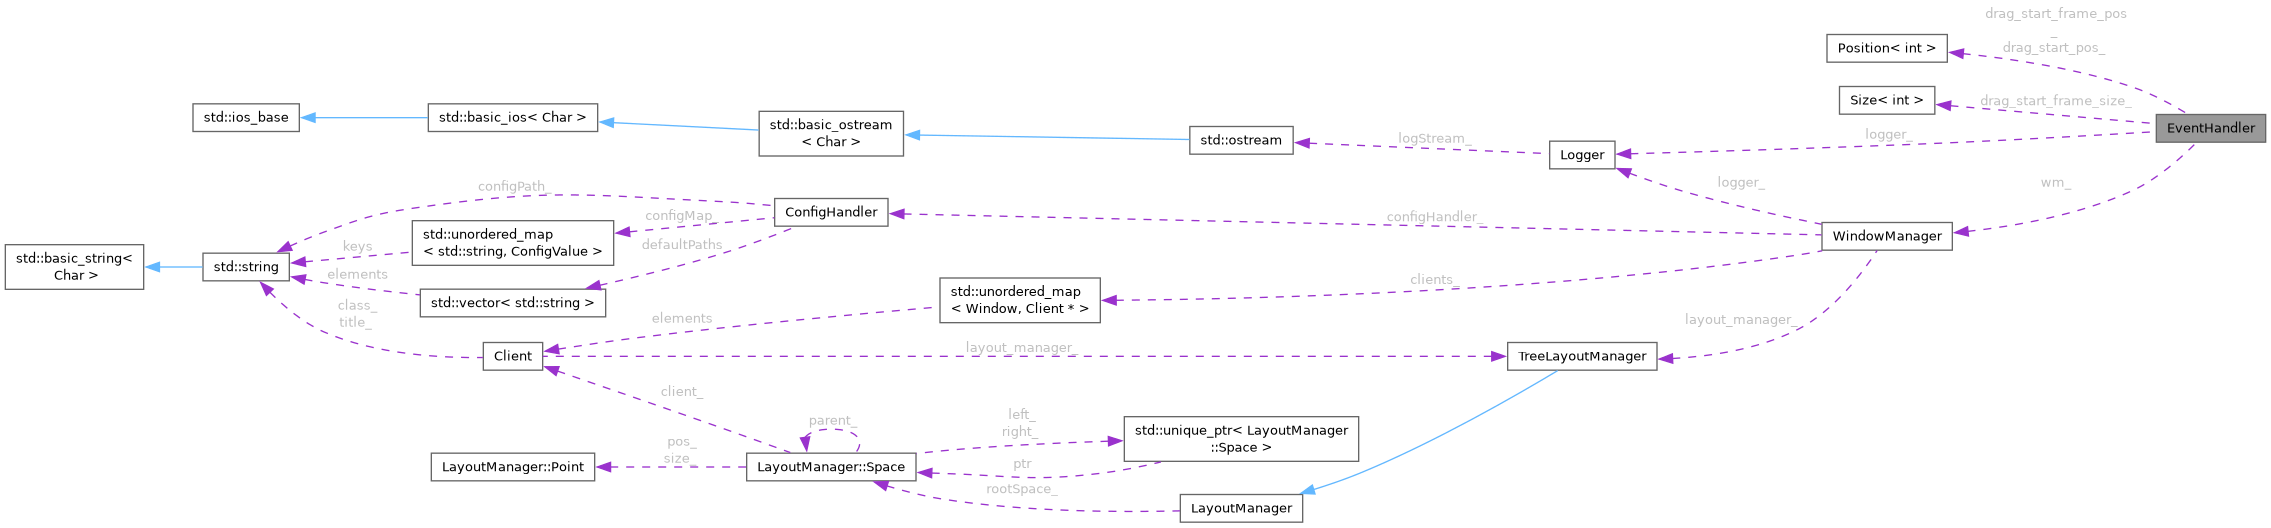 drag_start_frame_pos
_
drag_start_pos_
Position< int >
Size< int >
drag_start_frame_size_
EventHandler
std::ios_base
std::basic_ios< Char >
std::basic_ostream
< Char >
std::ostream
logStream_
Logger
logger_
logger_
wm_
configPath_
ConfigHandler
configMap_
configHandler_
WindowManager
std::unordered_map
< std::string, ConfigValue >
keys
defaultPaths
std::basic_string<
Char >
std::string
elements
std::vector< std::string >
std::unordered_map
< Window, Client * >
clients_
class_
title_
elements
layout_manager_
Client
layout_manager_
TreeLayoutManager
client_
parent_
left_
right_
std::unique_ptr< LayoutManager
::Space >
pos_
size_
LayoutManager::Point
LayoutManager::Space
ptr
rootSpace_
LayoutManager